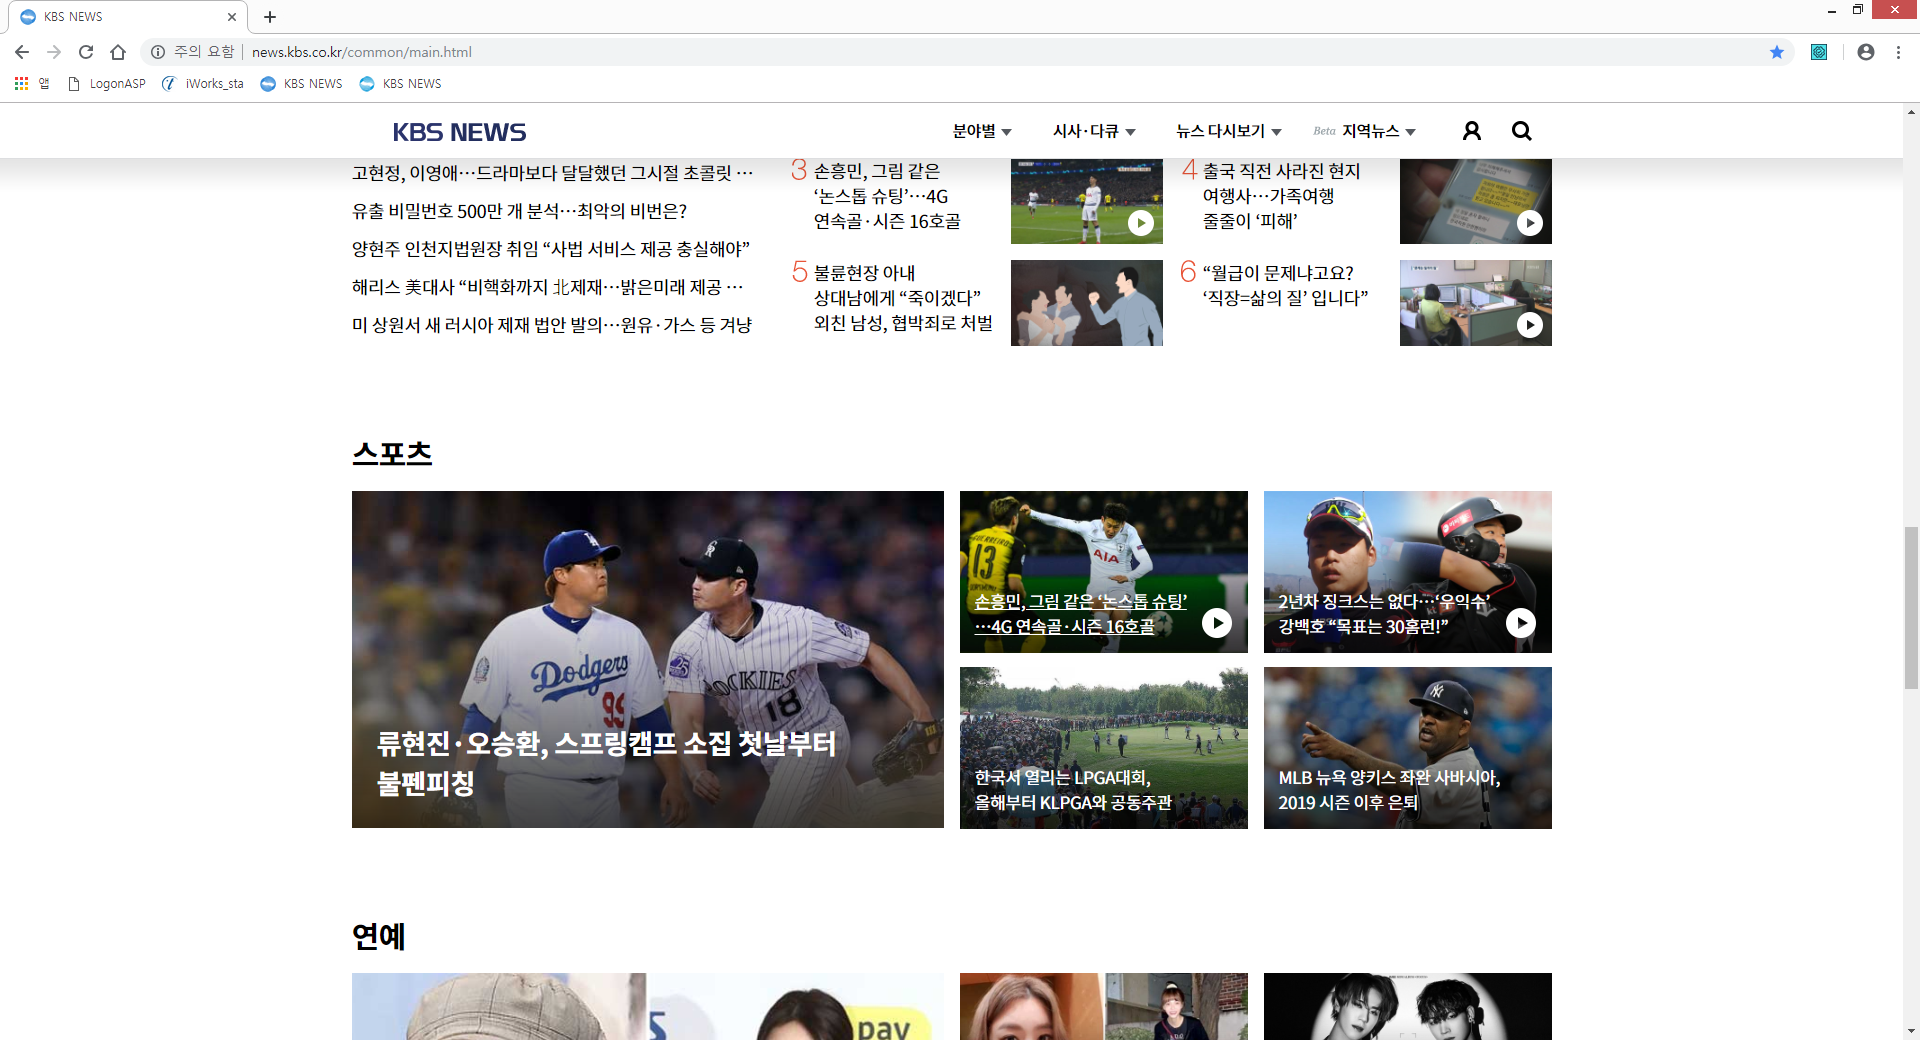 KBS NEWS
주의 요함
news.kbs.co.kr/common/main.html
앱
LogonASP
iWorks_sta
KBS NEWS
KBS NEWS
KBS NEWS
분야별
시사·다큐
뉴스 다시보기
Beta 지역뉴스
고현정, 이영애…드라마보다 달달했던 그시절 초콜릿 …
유출 비밀번호 500만 개 분석…최악의 비번은?
양현주 인천지법원장 취임 “사법 서비스 제공 충실해야”
해리스 美대사 “비핵화까지 北제재…밝은미래 제공 …
미 상원서 새 러시아 제재 법안 발의…원유·가스 등 겨냥
3 손흥민, 그림 같은
‘논스톱 슈팅’…4G
연속골·시즌 16호골
4 출국 직전 사라진 현지
여행사…가족여행
줄줄이 ‘피해’
5 불륜현장 아내
상대남에게 “죽이겠다”
외친 남성, 협박죄로 처벌
6 “월급이 문제냐고요?
‘직장=삶의 질’ 입니다”
스포츠
Dodgers
99
ROCKIES
18
류현진·오승환, 스프링캠프 소집 첫날부터
불펜피칭
GUERREIRO
13
AIA
손흥민, 그림 같은 ‘논스톱 슈팅’
…4G 연속골·시즌 16호골
2년차 징크스는 없다…‘우익수’
강백호 “목표는 30홈런!”
한국서 열리는 LPGA대회,
올해부터 KLPGA와 공동주관
MLB 뉴욕 양키스 좌완 사바시아,
2019 시즌 이후 은퇴
연예
pay